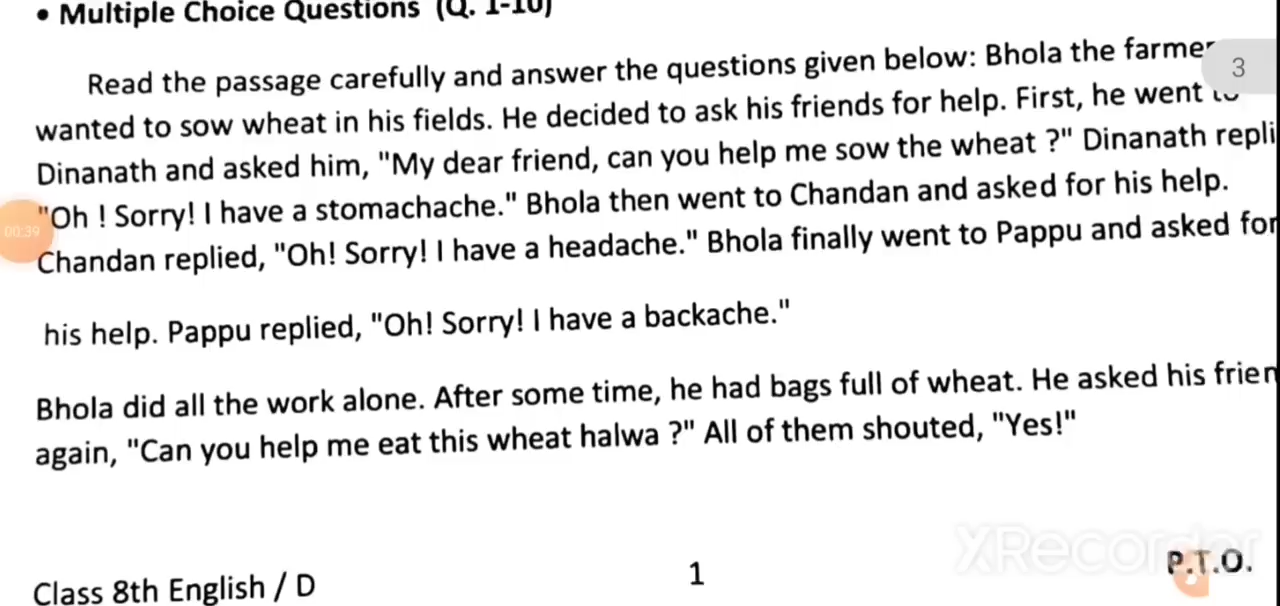 • Multiple Choice Questions (Q. 1-10)
3
Read the passage carefully and answer the questions given below: Bhola the farmer
wanted to sow wheat in his fields. He decided to ask his friends for help. First, he went to
Dinanath and asked him, "My dear friend, can you help me sow the wheat ?" Dinanath repli
"Oh ! Sorry! I have a stomachache." Bhola then went to Chandan and asked for his help.
00:39
Chandan replied, "Oh! Sorry! I have a headache." Bhola finally went to Pappu and asked for
his help. Pappu replied, "Oh! Sorry! I have a backache."
Bhola did all the work alone. After some time, he had bags full of wheat. He asked his frien
again, "Can you help me eat this wheat halwa ?" All of them shouted, "Yes!"
XRecorder
P.T.O.
1
Class 8th English / D